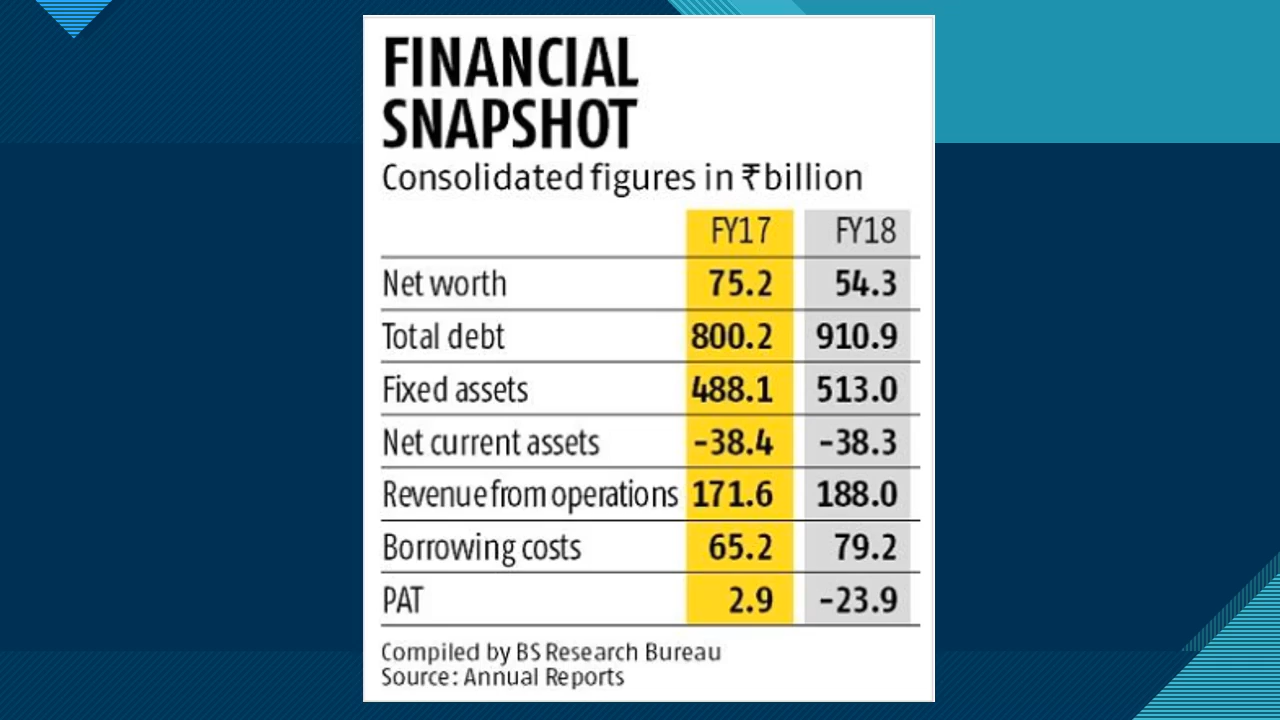 FINANCIAL
SNAPSHOT
Consolidated figures in ₹ billion
FY17 FY18
Net worth 75.2 54.3
Total debt 800.2 910.9
Fixed assets 488.1 513.0
Net current assets -38.4 -38.3
Revenue from operations 171.6 188.0
Borrowing costs 65.2 79.2
PAT 2.9 -23.9
Compiled by BS Research Bureau
Source: Annual Reports